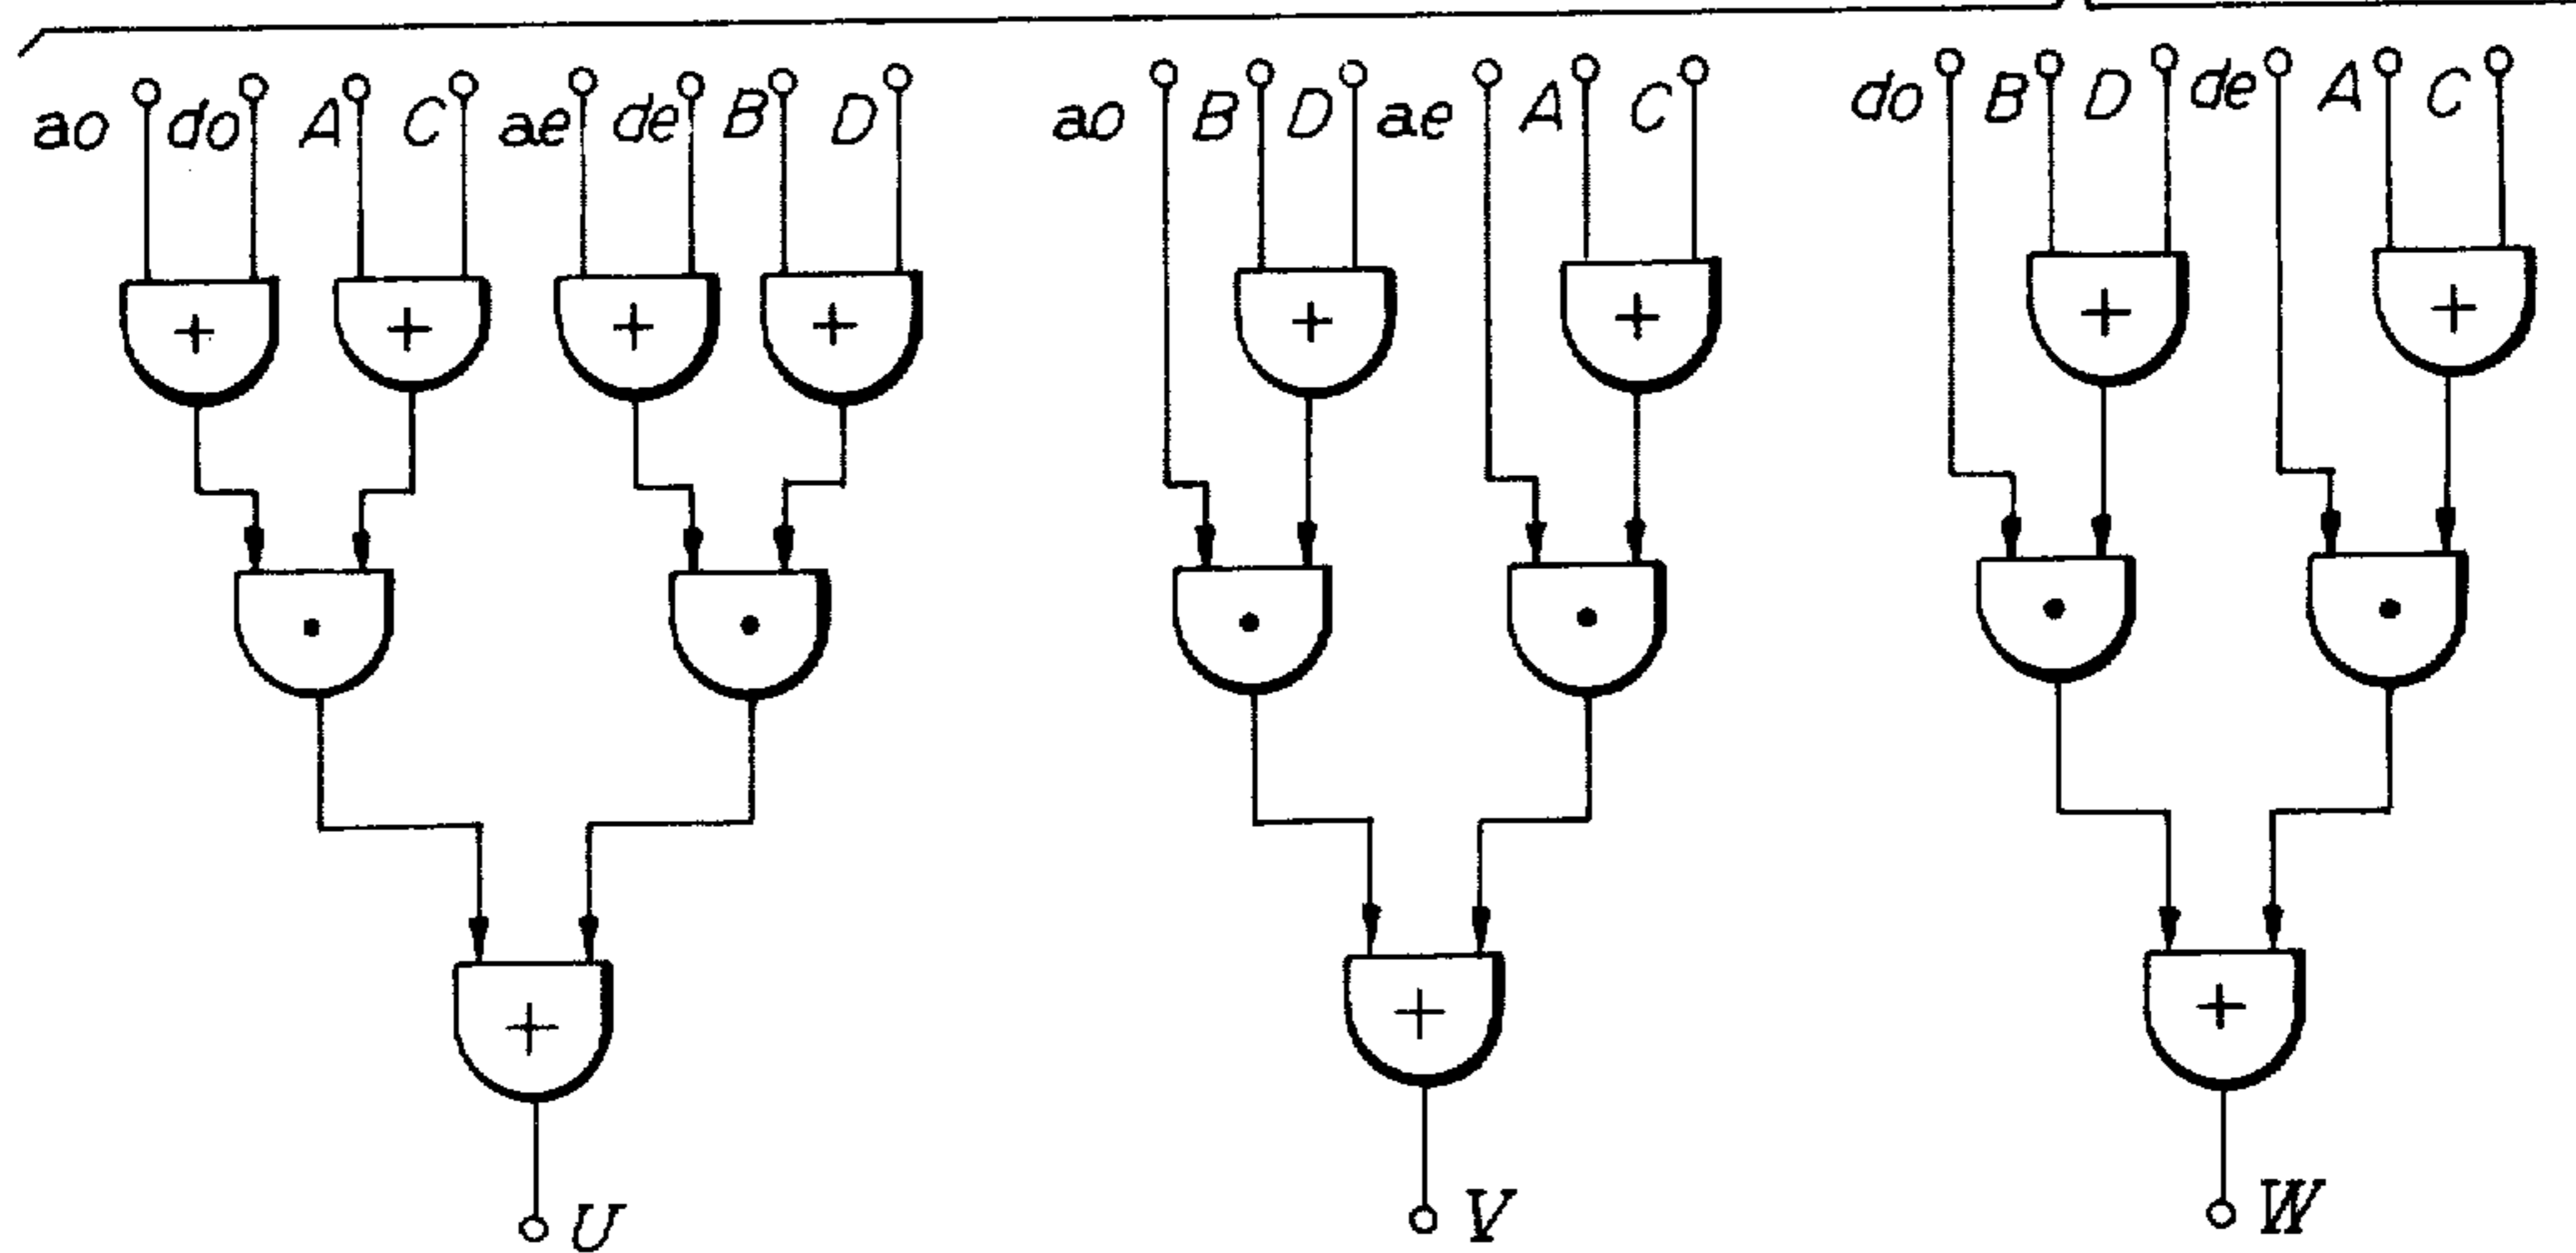 ao do A C ae de B D ao B D ae A C do B D de A C
+ + + + + + + +
• • • • • •
+ + +
U V W